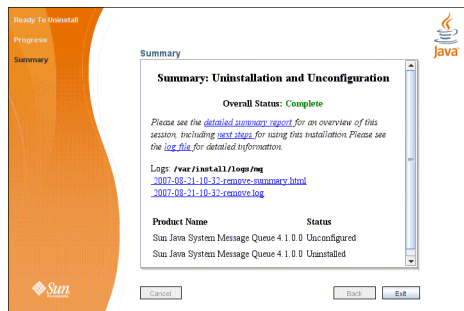 Ready To Uninstall
Progress
Summary
Java
Summary
Summary: Uninstallation and Unconfiguration
Overall Status: Complete
Please see the detailed summary report for an overview of this
session, including next steps for using this installation. Please see
the log file for detailed information.
Logs: /var/install/logs/mq
2007-08-21-10-32-remove-summary.html
2007-08-21-10-32-remove.log
Product Name Status
Sun Java System Message Queue 4.1.0.0 Unconfigured
Sun Java System Message Queue 4.1.0.0 Uninstalled
Sun
Cancel Back Exit